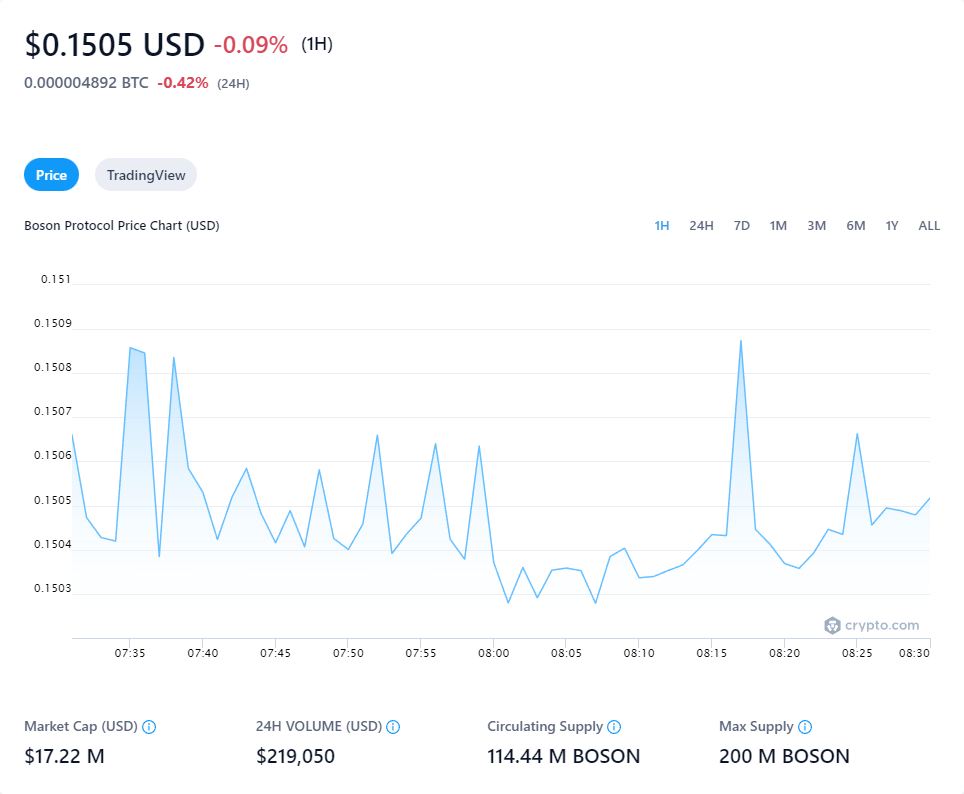 $0.1505 USD -0.09% (1H)
0.000004892 BTC -0.42% (24H)
Price TradingView
Boson Protocol Price Chart (USD) 1H 24H 7D 1M 3M 6M 1Y ALL
0.151
0.1509
0.1508
0.1507
0.1506
0.1505
0.1504
0.1503
crypto.com
07:35 07:40 07:45 07:50 07:55 08:00 08:05 08:10 08:15 08:20 08:25 08:30
Market Cap (USD) 24H VOLUME (USD) Circulating Supply Max Supply
$17.22 M $219,050 114.44 M BOSON 200 M BOSON